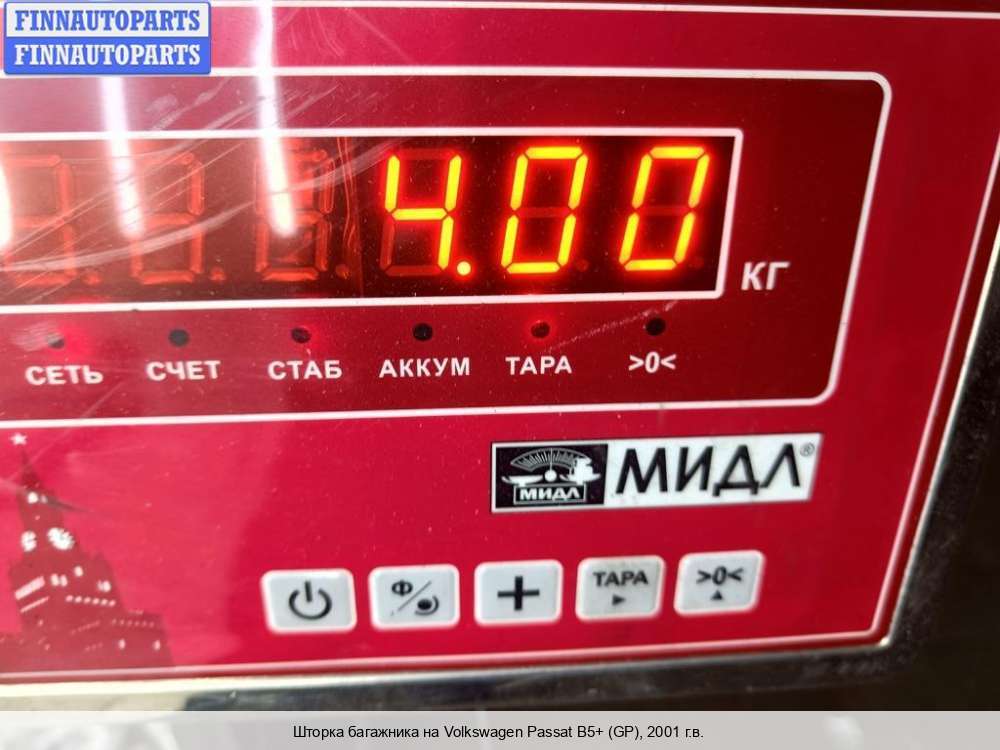 FINNAUTOPARTS
FINNAUTOPARTS
4.00
КГ
СЕТЬ СЧЕТ СТАБ АККУМ ТАРА >0<
МИДЛ МИДЛ®
Ф ТАРА >0<
Шторка багажника на Volkswagen Passat B5+ (GP), 2001 г.в.